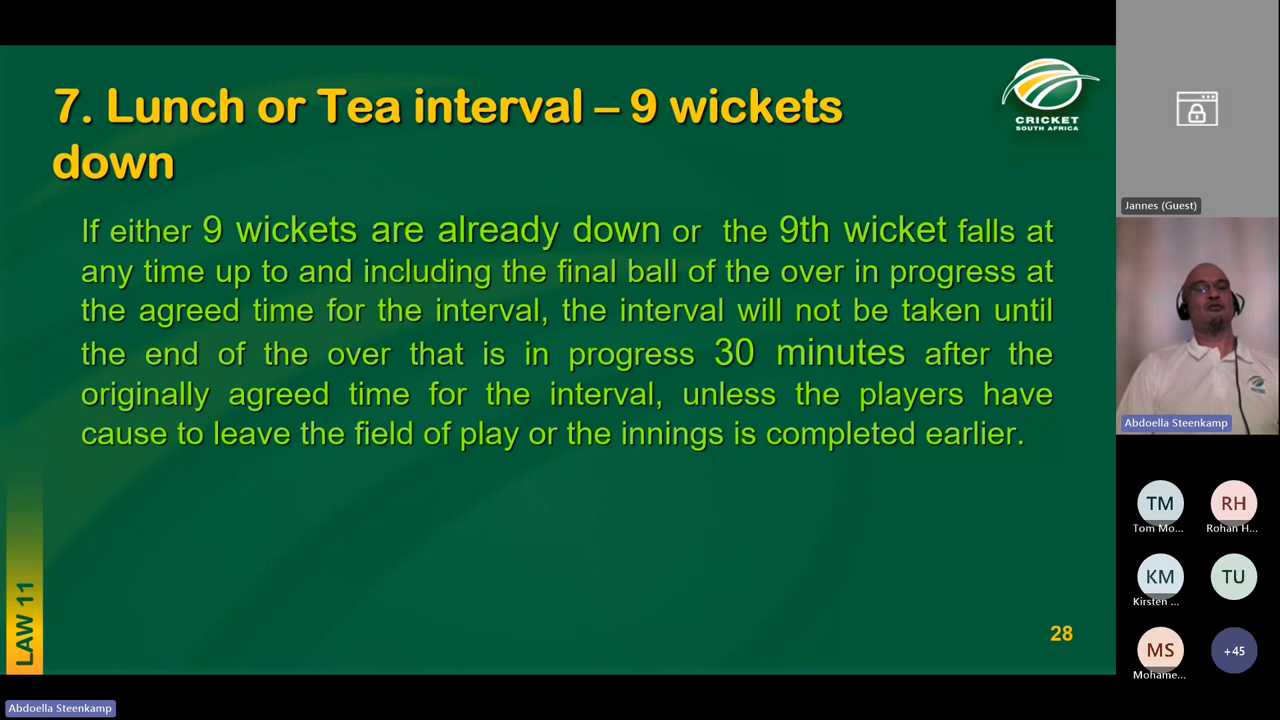 7. Lunch or Tea interval – 9 wickets
down
CRICKET
SOUTH AFRICA
If either 9 wickets are already down or the 9th wicket falls at
any time up to and including the final ball of the over in progress at
the agreed time for the interval, the interval will not be taken until
the end of the over that is in progress 30 minutes after the
originally agreed time for the interval, unless the players have
cause to leave the field of play or the innings is completed earlier.
LAW 11
28
Abdoella Steenkamp
Jannes (Guest)
Abdoella Steenkamp
TM
Tom Mo...
RH
Rohan H...
KM
Kirsten ...
TU
MS
Mohame...
+45